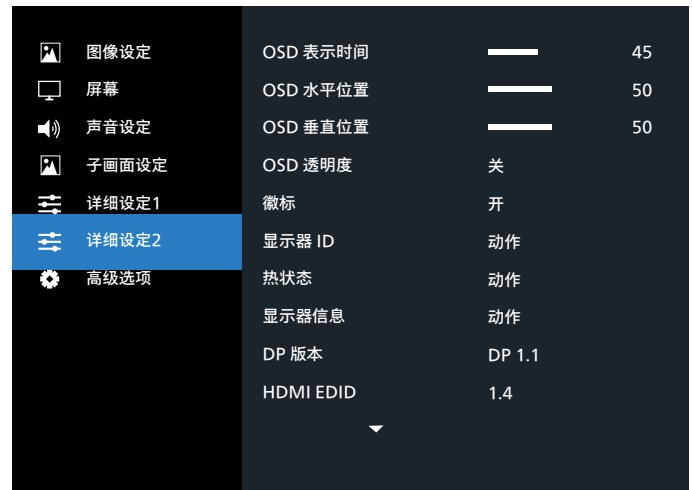 图像设定
屏幕
声音设定
子画面设定
详细设定1
详细设定2
高级选项
OSD 表示时间 45
OSD 水平位置 50
OSD 垂直位置 50
OSD 透明度 关
徽标 开
显示器 ID 动作
热状态 动作
显示器信息 动作
DP 版本 DP 1.1
HDMI EDID 1.4